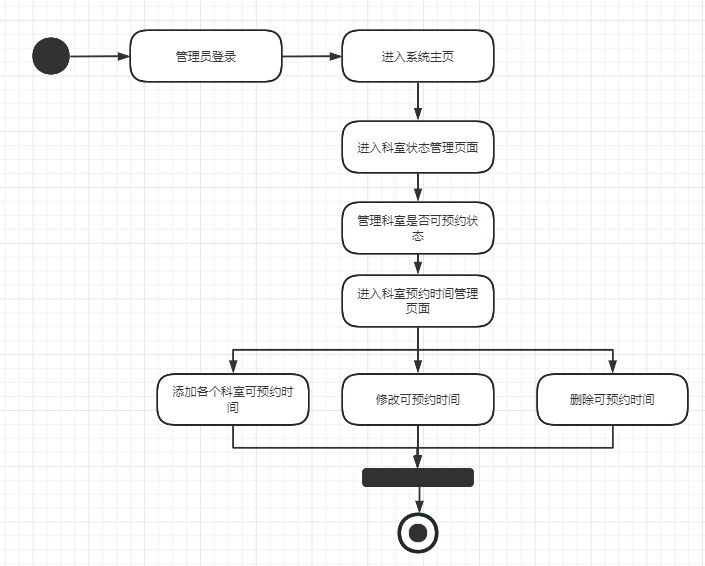 管理员登录
进入系统主页
进入科室状态管理页面
管理科室是否可预约状
态
进入科室预约时间管理
页面
添加各个科室可预约时
间
修改可预约时间
删除可预约时间